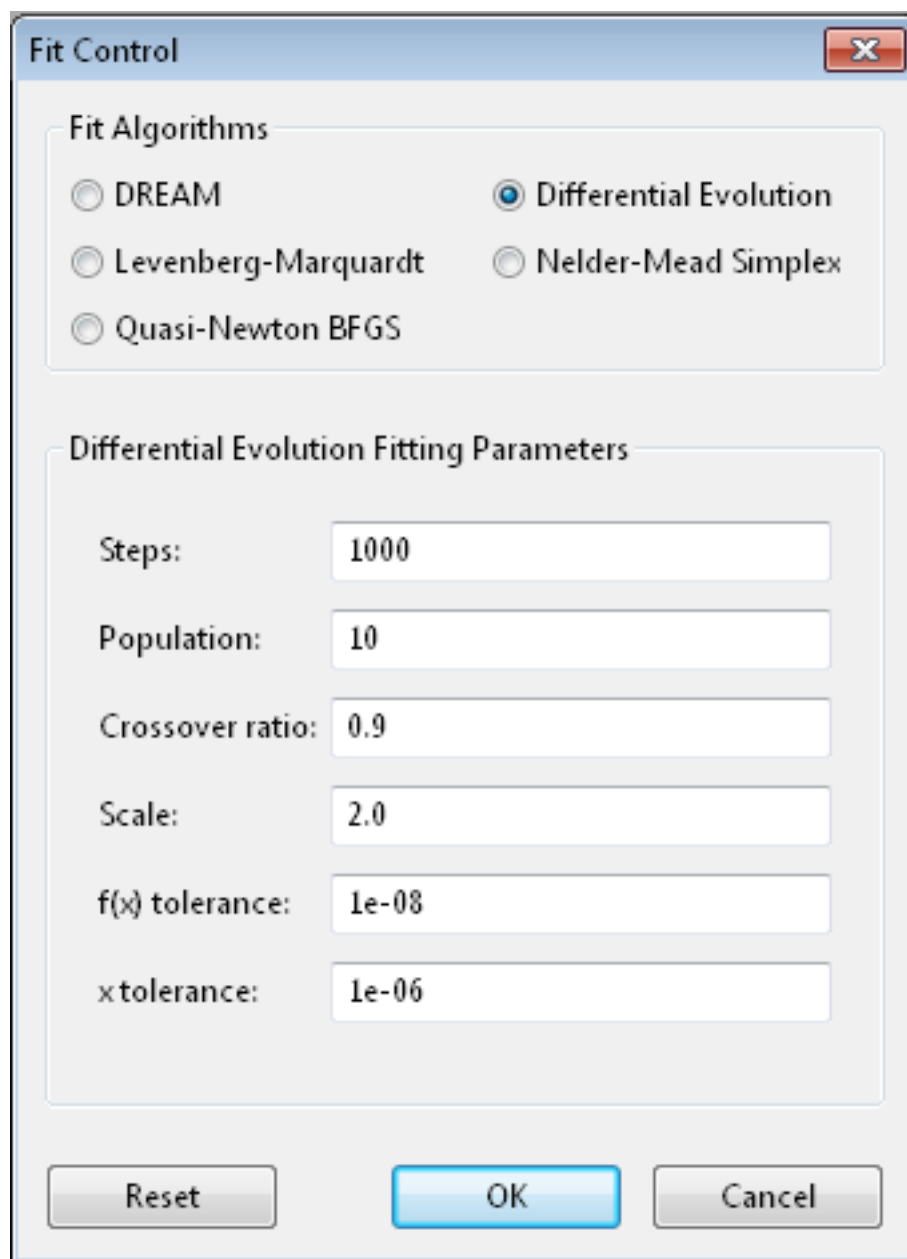 Fit Control
Fit Algorithms
DREAM
Differential Evolution
Levenberg-Marquardt
Nelder-Mead Simplex
Quasi-Newton BFGS
Differential Evolution Fitting Parameters
Steps: 1000
Population: 10
Crossover ratio: 0.9
Scale: 2.0
f(x) tolerance: 1e-08
x tolerance: 1e-06
Reset OK Cancel